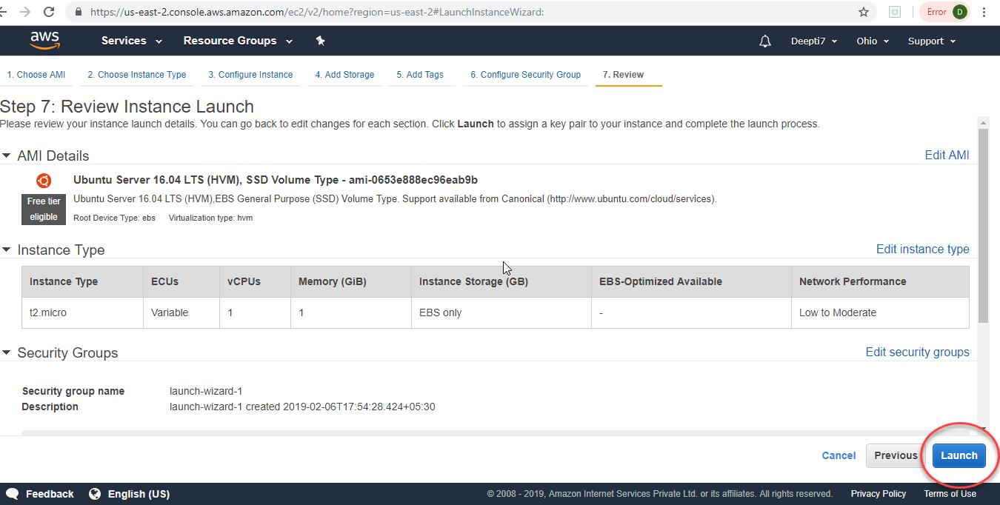 https://us-east-2.console.aws.amazon.com/ec2/v2/home?region=us-east-2#LaunchInstanceWizard:
Error D
aws Services Resource Groups Deepti7 Ohio Support
1. Choose AMI 2. Choose Instance Type 3. Configure Instance 4. Add Storage 5. Add Tags 6. Configure Security Group 7. Review
Step 7: Review Instance Launch
Please review your instance launch details. You can go back to edit changes for each section. Click Launch to assign a key pair to your instance and complete the launch process.
AMI Details Edit AMI
Ubuntu Server 16.04 LTS (HVM), SSD Volume Type - ami-0653e888ec96eab9b
Free tier eligible
Ubuntu Server 16.04 LTS (HVM),EBS General Purpose (SSD) Volume Type. Support available from Canonical (http://www.ubuntu.com/cloud/services).
Root Device Type: ebs Virtualization type: hvm
Instance Type Edit instance type
Instance Type ECUs vCPUs Memory (GiB) Instance Storage (GB) EBS-Optimized Available Network Performance
t2.micro Variable 1 1 EBS only - Low to Moderate
Security Groups Edit security groups
Security group name launch-wizard-1
Description launch-wizard-1 created 2019-02-06T17:54:28.424+05:30
Cancel Previous Launch
Feedback English (US) © 2008 - 2019, Amazon Internet Services Private Ltd. or its affiliates. All rights reserved. Privacy Policy Terms of Use